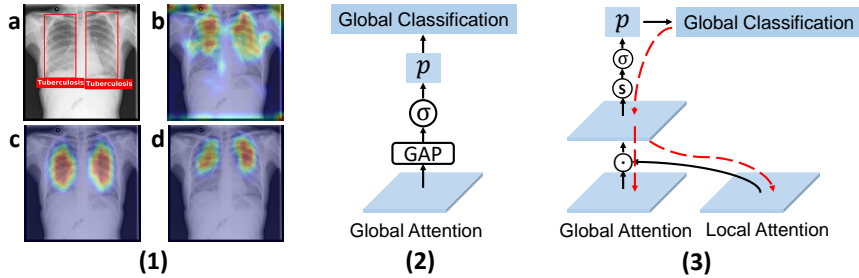 a
b
Tuberculosis
Tuberculosis
c
d
(1)
Global Classification
p
σ
GAP
Global Attention
(2)
p
Global Classification
σ
s
Global Attention
Local Attention
(3)